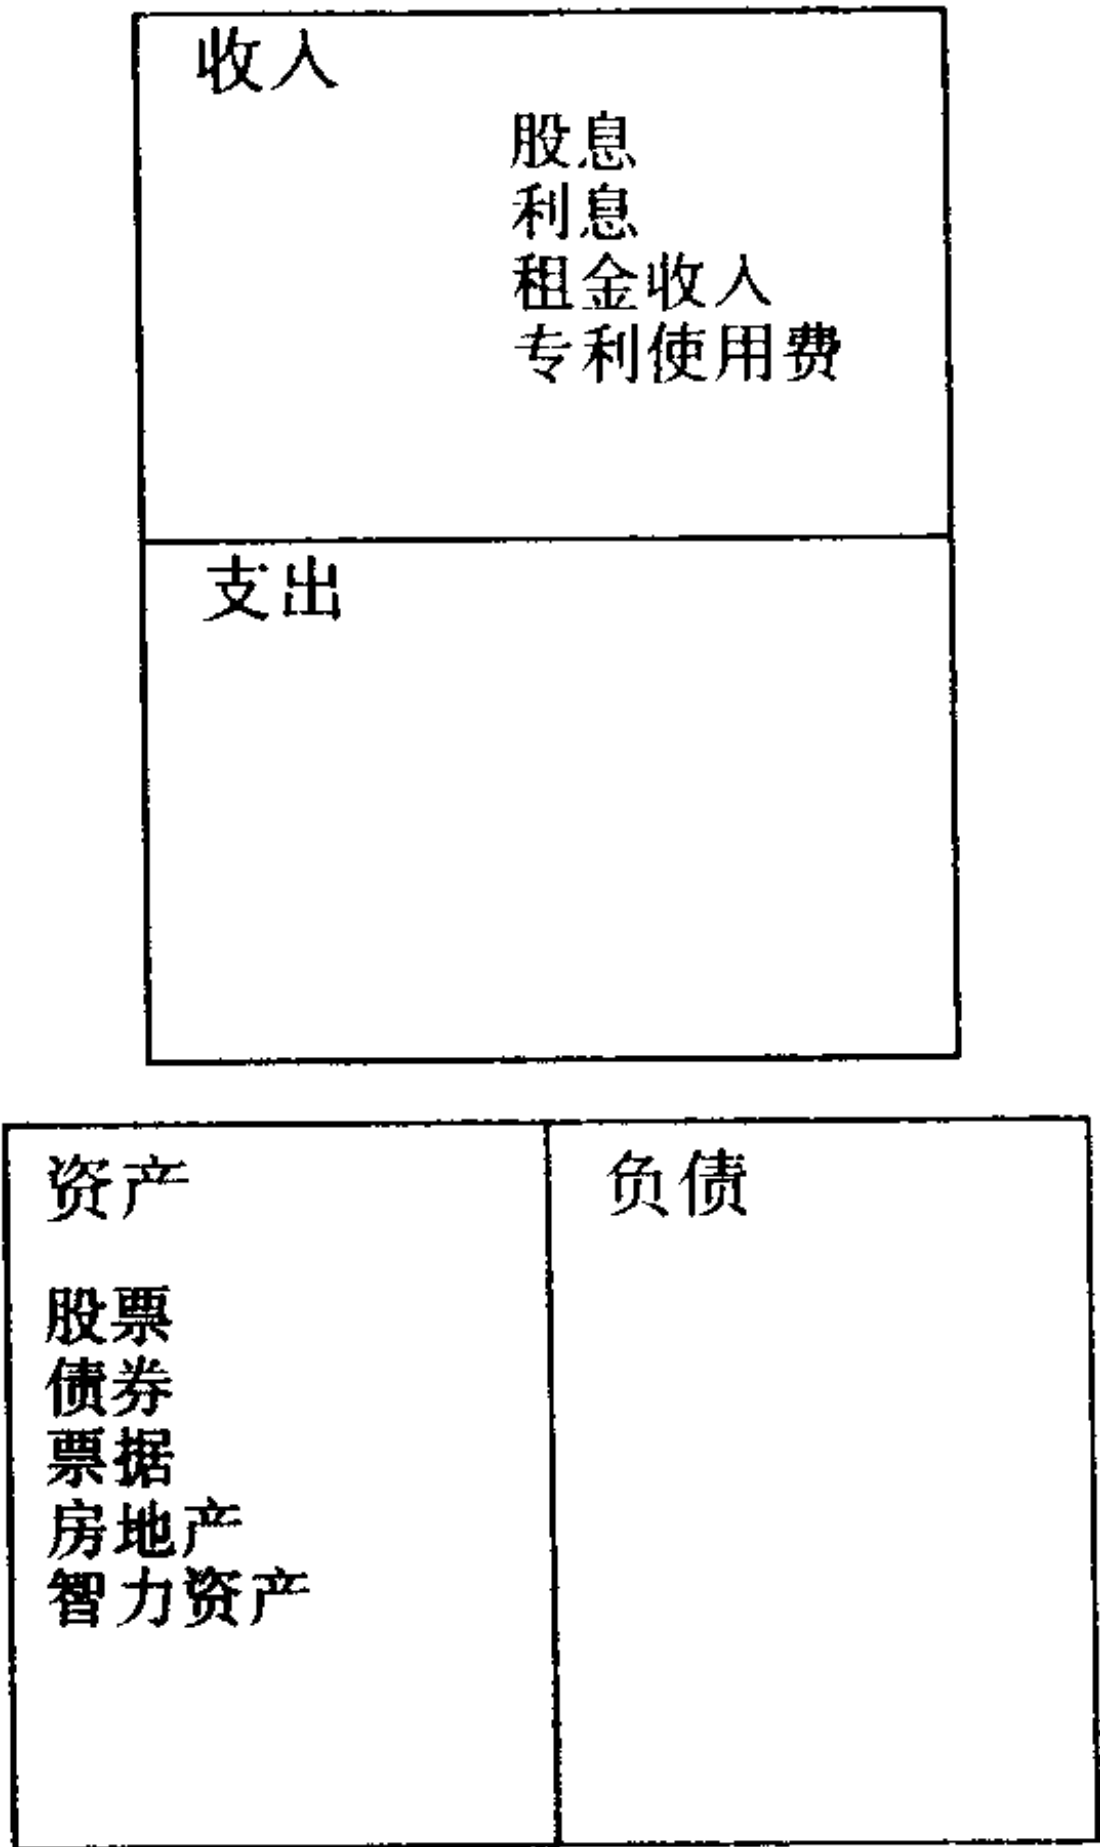 收入
股息
利息
租金收入
专利使用费
支出
资产
股票
债券
票据
房地产
智力资产
负债